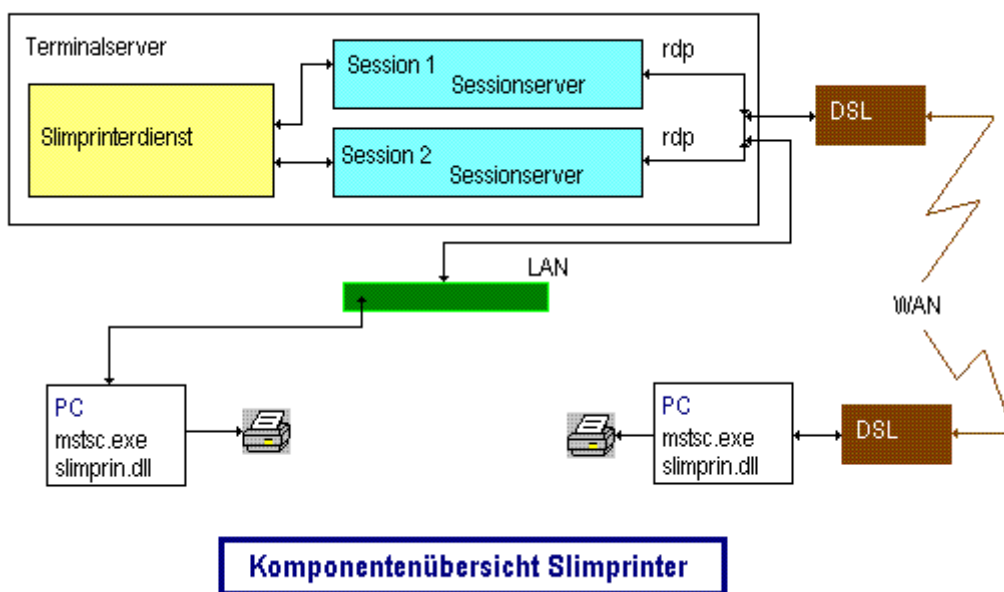 Terminalserver
Slimprinterdienst
Session 1
Sessionserver
Session 2
Sessionserver
rdp
rdp
DSL
LAN
WAN
PC
mstsc.exe
slimprin.dll
PC
mstsc.exe
slimprin.dll
DSL
Komponentenübersicht Slimprinter